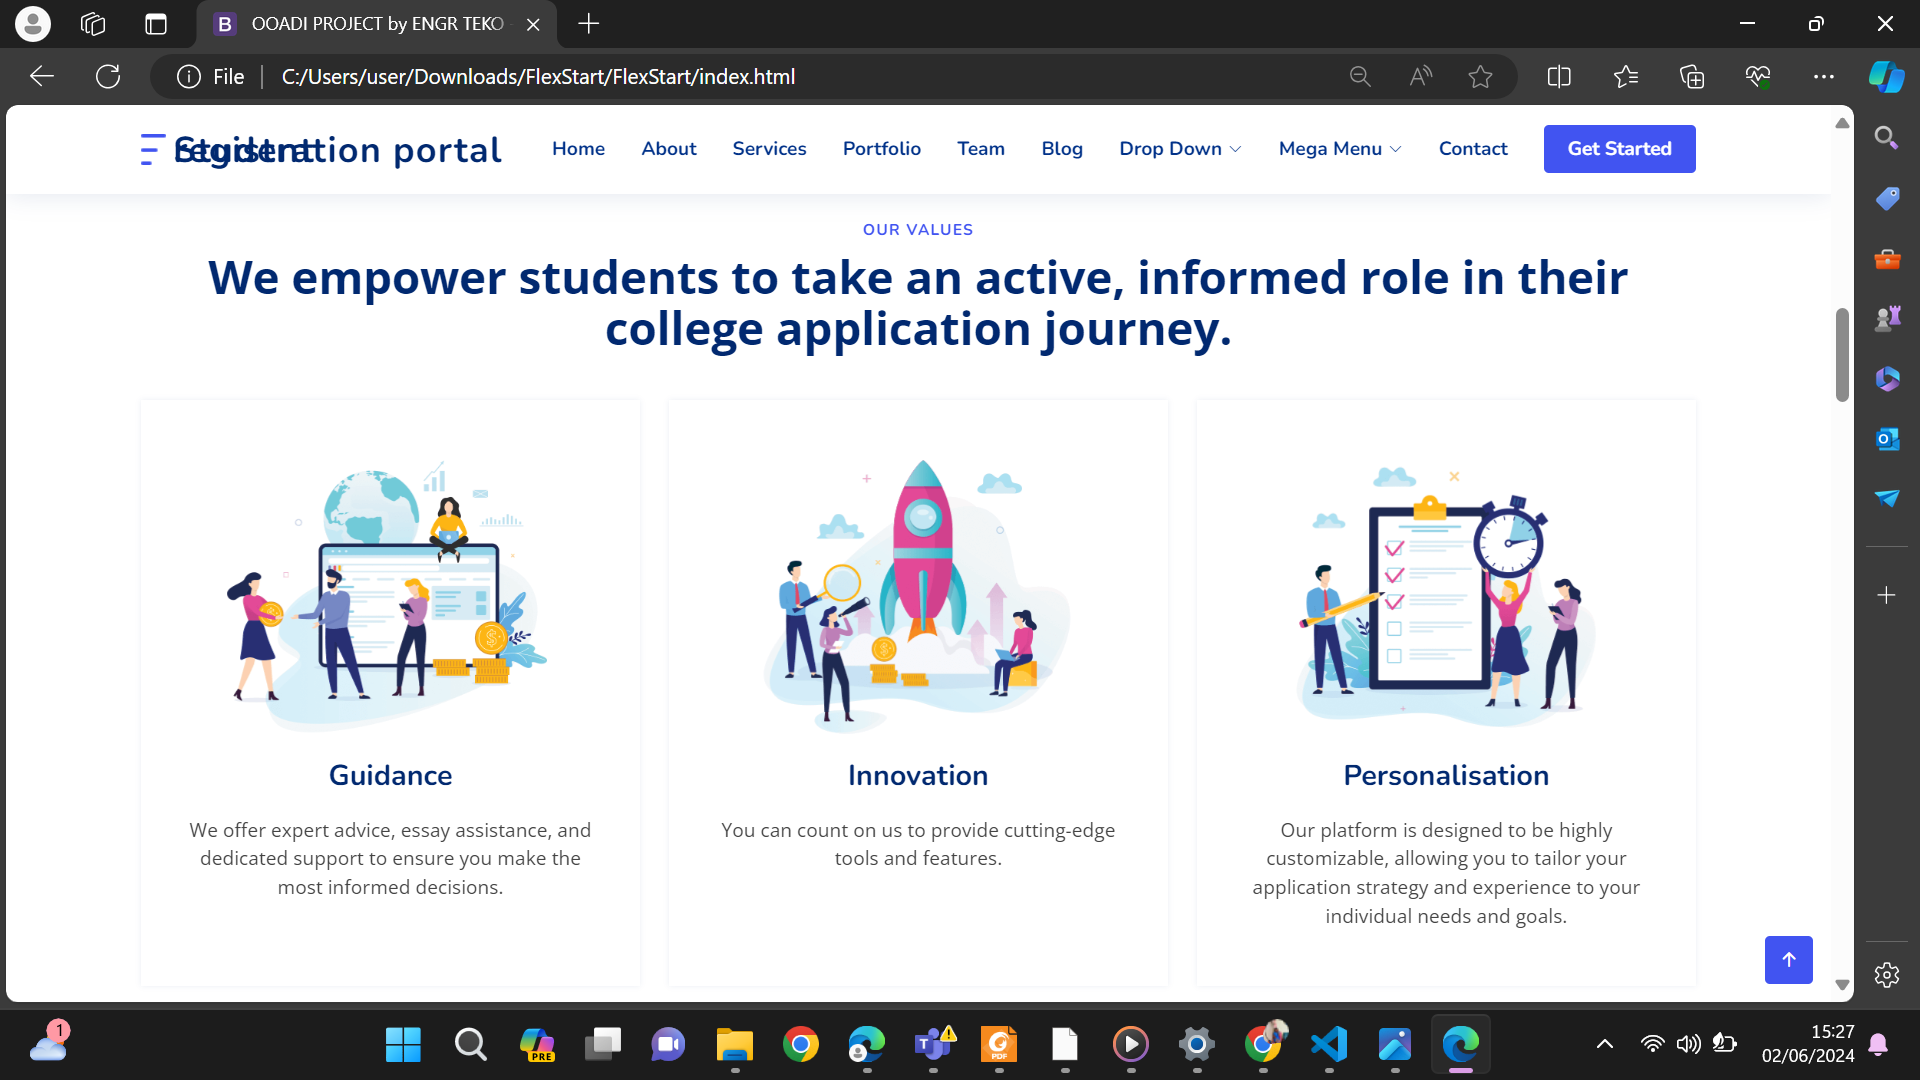 OOADI PROJECT by ENGR TEKO
File
C:/Users/user/Downloads/FlexStart/FlexStart/index.html
Student
registration portal
Home
About
Services
Portfolio
Team
Blog
Drop Down
Mega Menu
Contact
Get Started
OUR VALUES
We empower students to take an active, informed role in their
college application journey.
Guidance
We offer expert advice, essay assistance, and
dedicated support to ensure you make the
most informed decisions.
Innovation
You can count on us to provide cutting-edge
tools and features.
Personalisation
Our platform is designed to be highly
customizable, allowing you to tailor your
application strategy and experience to your
individual needs and goals.
1
PRE
PDF
15:27
02/06/2024